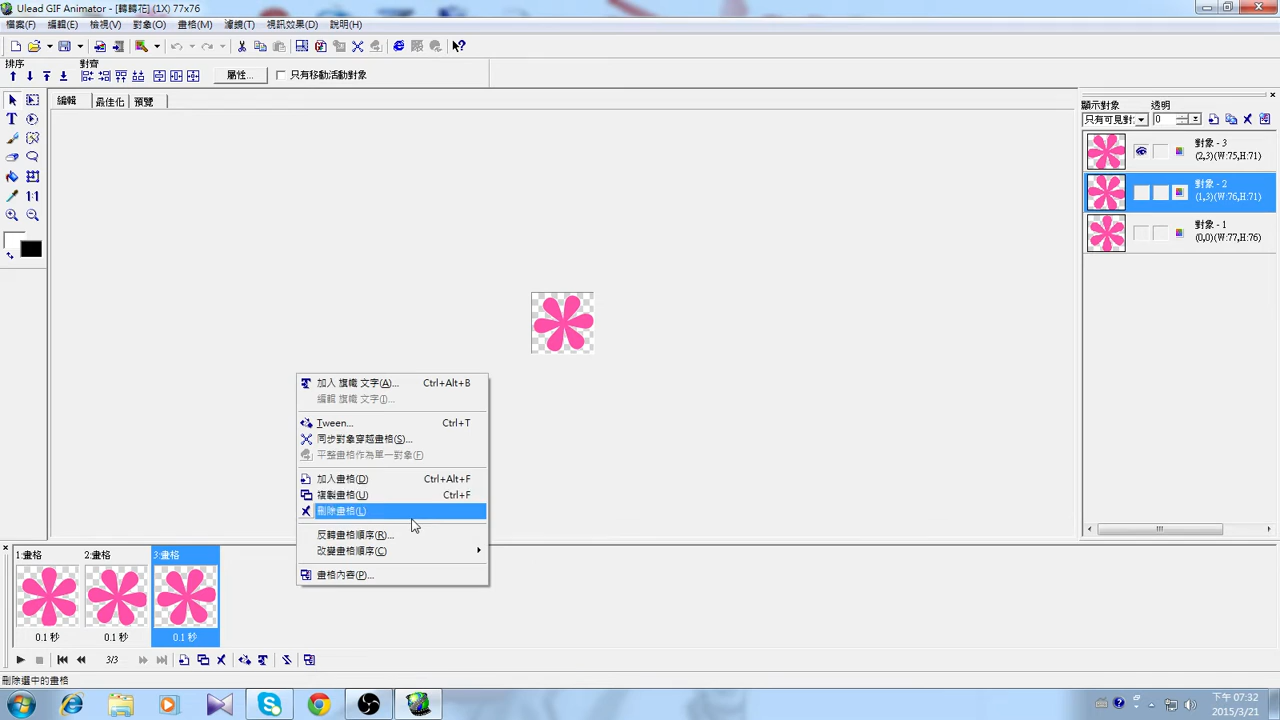 Ulead GIF Animator - [轉轉花] (1X) 77x76
檔案(F) 編輯(E) 檢視(V) 對象(O) 畫格(M) 濾鏡(T) 視訊效果(D) 說明(H)
排序 對齊
屬性... 只有移動活動對象
編輯 最佳化 預覽
顯示對象 透明
只有可見對 0
對象 - 3
(2,3)(W:75,H:71)
對象 - 2
(1,3)(W:76,H:71)
對象 - 1
(0,0)(W:77,H:76)
T
1:1
加入 旗幟 文字(A)... Ctrl+Alt+B
編輯 旗幟 文字(I)...
Tween... Ctrl+T
同步對象穿越畫格(S)...
平整畫格作為單一對象(F)
加入畫格(D) Ctrl+Alt+F
複製畫格(U) Ctrl+F
刪除畫格(L)
反轉畫格順序(R)...
改變畫格順序(C)
畫格內容(P)...
1:畫格 2:畫格 3:畫格
0.1 秒 0.1 秒 0.1 秒
3/3
刪除選中的畫格
下午 07:32
2015/3/21